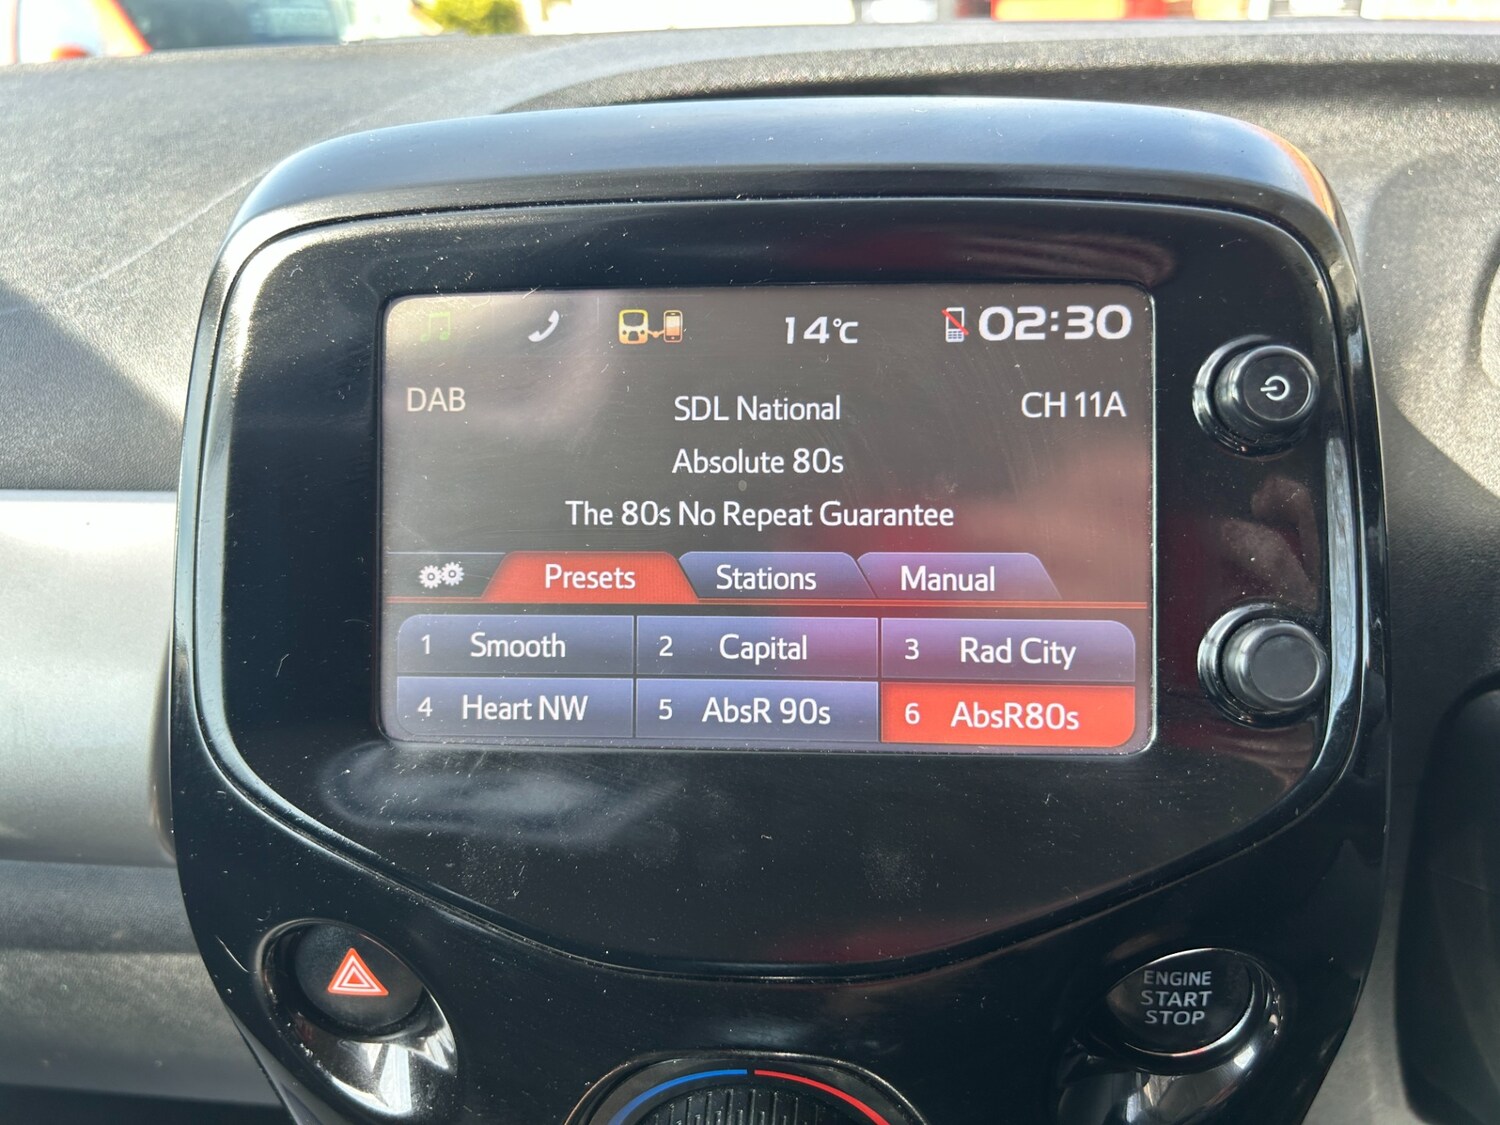 14°C 02:30
DAB SDL National CH 11A
Absolute 80s
The 80s No Repeat Guarantee
Presets Stations Manual
1 Smooth 2 Capital 3 Rad City
4 Heart NW 5 AbsR 90s 6 AbsR80s
ENGINE
START
STOP